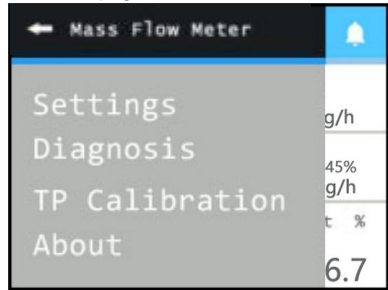 Mass Flow Meter
g/h
Settings
Diagnosis
45%
g/h
TP Calibration
t %
About
6.7